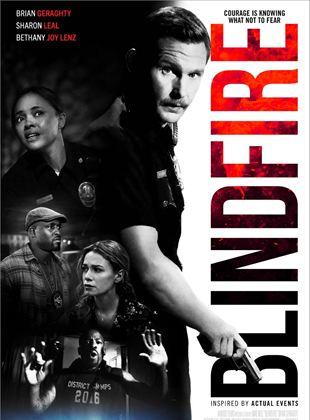 BRIAN GERAGHTY
SHARON LEAL
BETHANY JOY LENZ
COURAGE IS KNOWING
WHAT NOT TO FEAR
BLINDFIRE
DISTRICT
2016
INSPIRED BY ACTUAL EVENTS